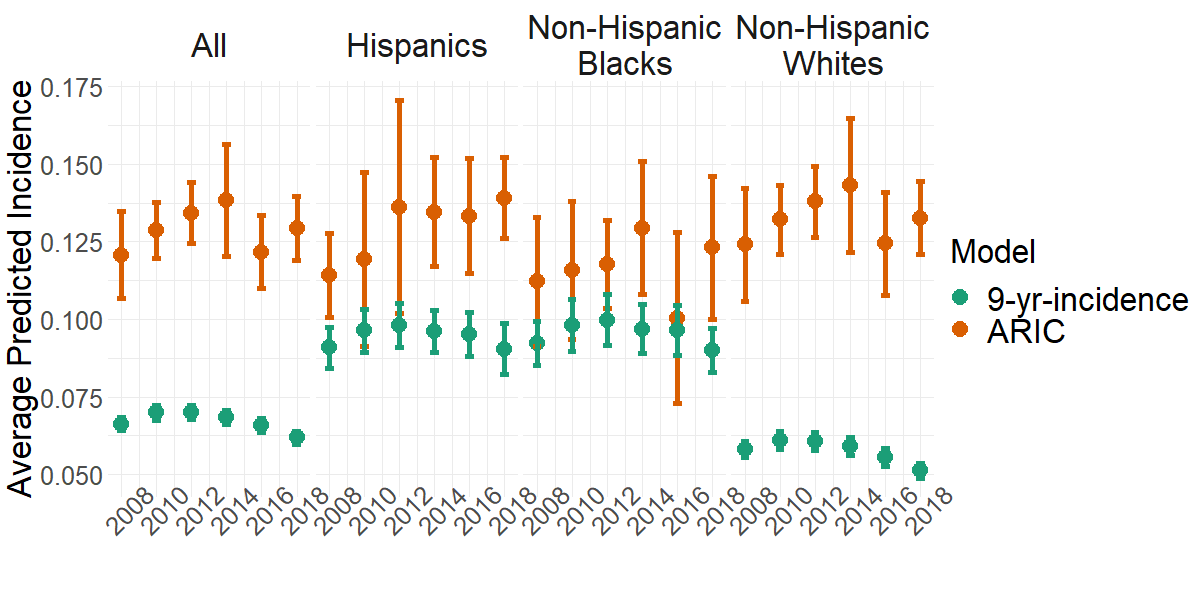 All
Hispanics
Non-Hispanic
Blacks
Non-Hispanic
Whites
Average Predicted Incidence
0.175
0.150
0.125
0.100
0.075
0.050
2008 2010 2012 2014 2016 2018
2008 2010 2012 2014 2016 2018
2008 2010 2012 2014 2016 2018
2008 2010 2012 2014 2016 2018
Model
9-yr-incidence
ARIC